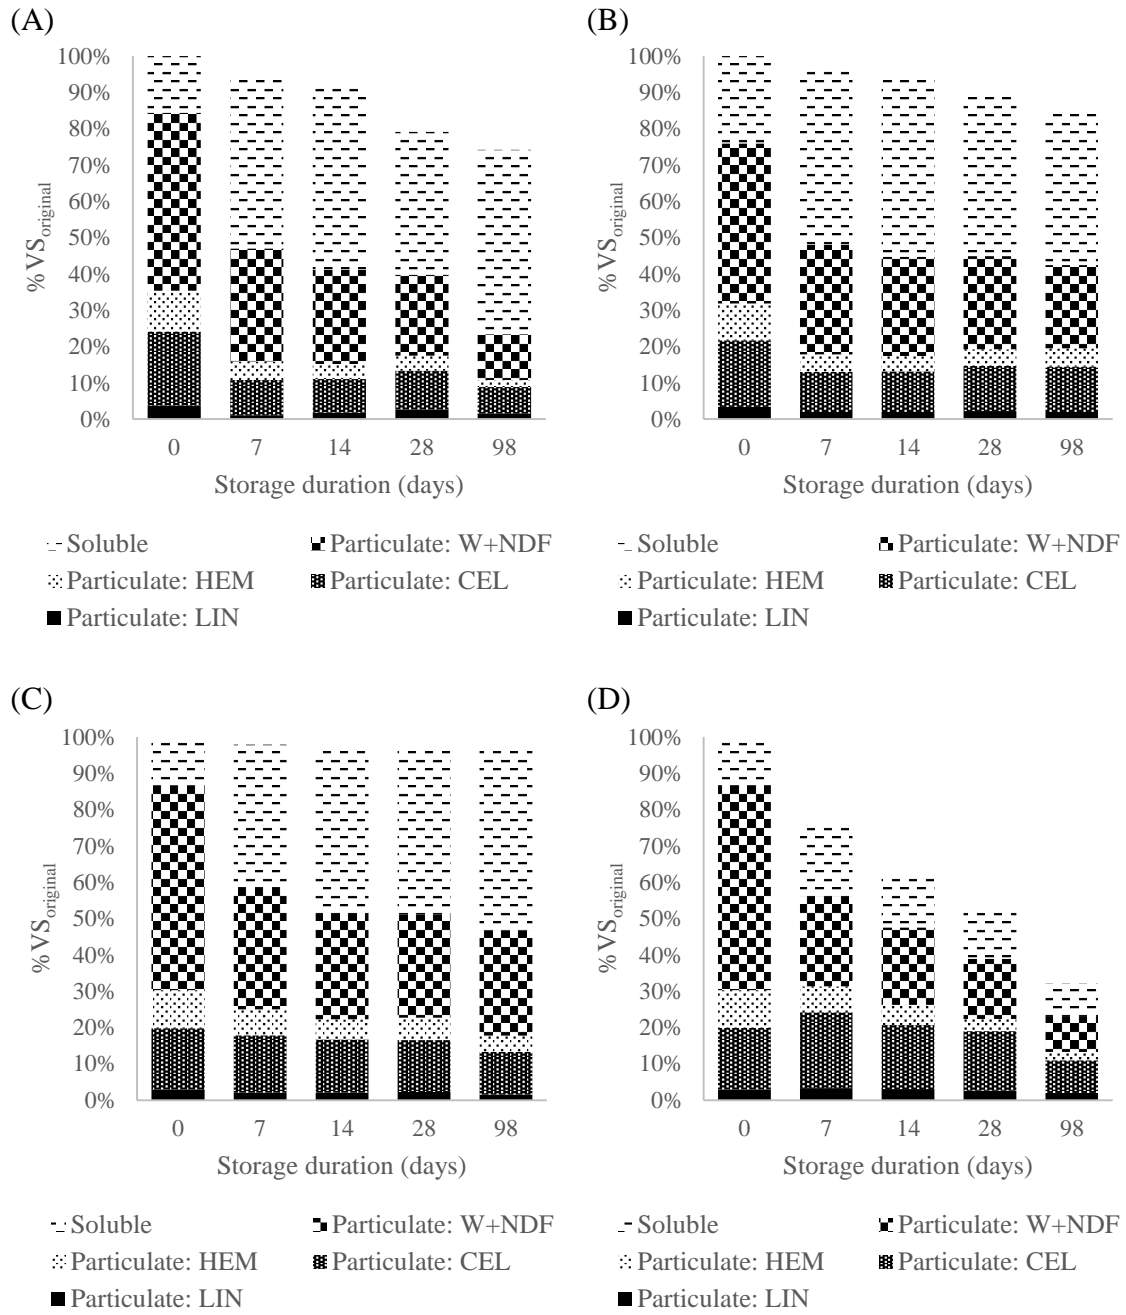 (A)
100%
90%
80%
70%
60%
50%
40%
30%
20%
10%
0%
% VSoriginal
0 7 14 28 98
Storage duration (days)
Soluble Particulate: W+NDF
Particulate: HEM Particulate: CEL
Particulate: LIN
(B)
100%
90%
80%
70%
60%
50%
40%
30%
20%
10%
0%
% VSoriginal
0 7 14 28 98
Storage duration (days)
Soluble Particulate: W+NDF
Particulate: HEM Particulate: CEL
Particulate: LIN
(C)
100%
90%
80%
70%
60%
50%
40%
30%
20%
10%
0%
% VSoriginal
0 7 14 28 98
Storage duration (days)
Soluble Particulate: W+NDF
Particulate: HEM Particulate: CEL
Particulate: LIN
(D)
100%
90%
80%
70%
60%
50%
40%
30%
20%
10%
0%
% VSoriginal
0 7 14 28 98
Storage duration (days)
Soluble Particulate: W+NDF
Particulate: HEM Particulate: CEL
Particulate: LIN